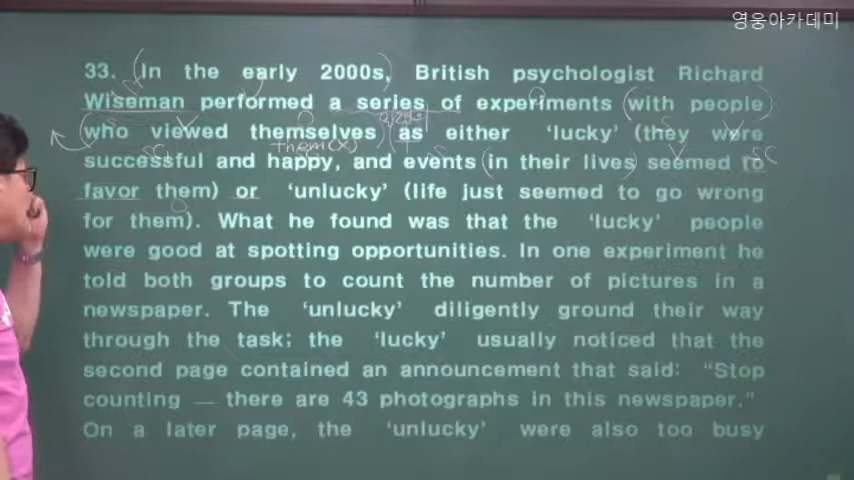 영웅아카데미
33. In the early 2000s, British psychologist Richard
Wiseman performed a series of experiments with people
who viewed themselves as either ‘lucky’ (they were
them(x)
successful and happy, and events in their lives seemed to
favor them) or ‘unlucky’ (life just seemed to go wrong
for them). What he found was that the ‘lucky’ people
were good at spotting opportunities. In one experiment he
told both groups to count the number of pictures in a
newspaper. The ‘unlucky’ diligently ground their way
through the task; the ‘lucky’ usually noticed that the
second page contained an announcement that said: “Stop
counting — there are 43 photographs in this newspaper.”
On a later page, the ‘unlucky’ were also too busy